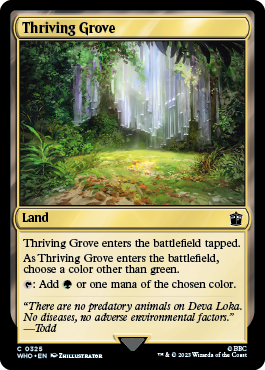 Thriving Grove
Land
Thriving Grove enters the battlefield tapped.
As Thriving Grove enters the battlefield,
choose a color other than green.
: Add or one mana of the chosen color.
“There are no predatory animals on Deva Loka.
No diseases, no adverse environmental factors.”
—Todd
C 0325
WHO • EN ZHILLUSTRATOR
© BBC
™ & © 2023 Wizards of the Coast